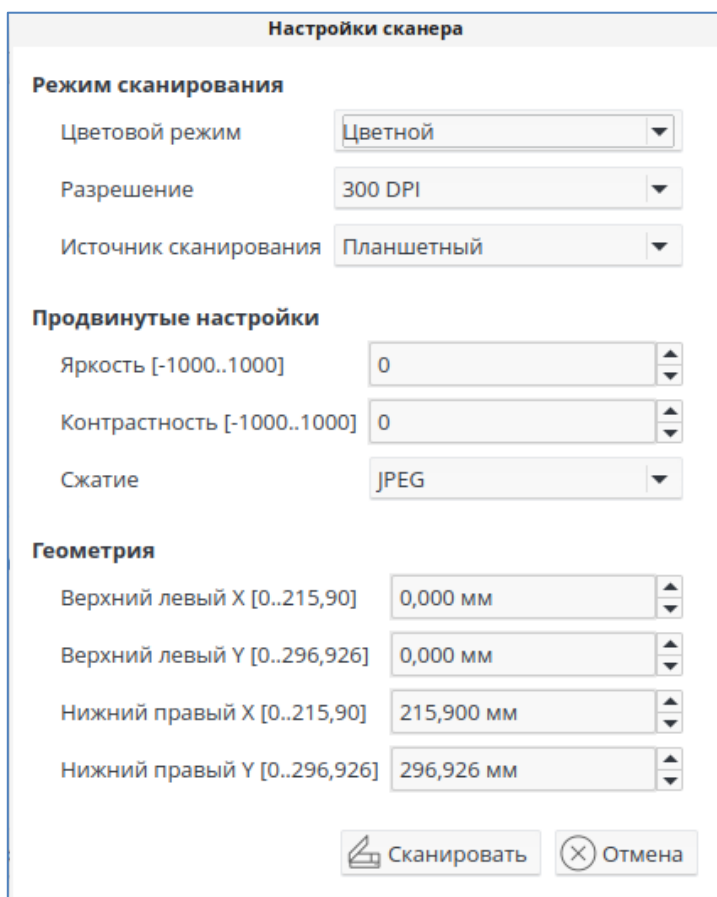 Настройки сканера
Режим сканирования
Цветовой режим Цветной
Разрешение 300 DPI
Источник сканирования Планшетный
Продвинутые настройки
Яркость [-1000..1000] 0
Контрастность [-1000..1000] 0
Сжатие JPEG
Геометрия
Верхний левый X [0..215,90] 0,000 мм
Верхний левый Y [0..296,926] 0,000 мм
Нижний правый X [0..215,90] 215,900 мм
Нижний правый Y [0..296,926] 296,926 мм
Сканировать Отмена